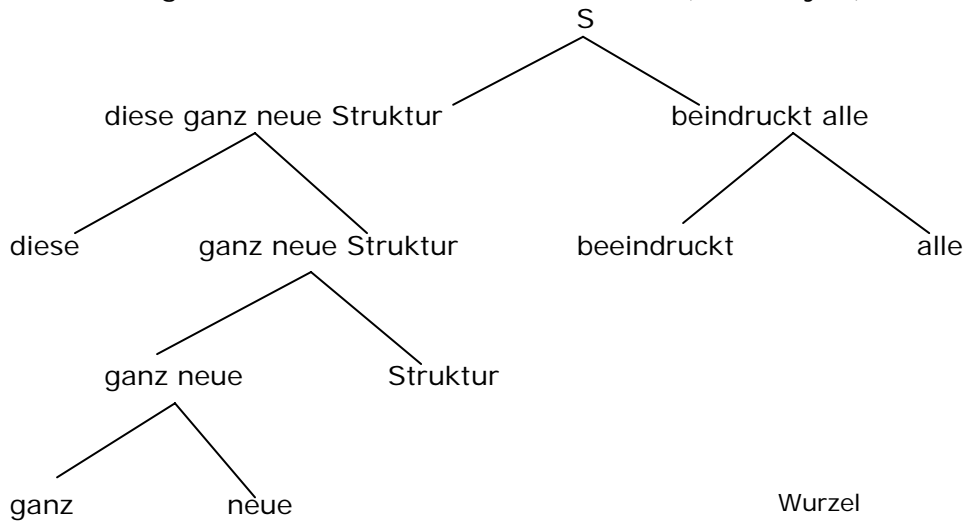 S
diese ganz neue Struktur beindruckt alle
diese ganz neue Struktur beeindruckt alle
ganz neue Struktur
ganz neue Wurzel